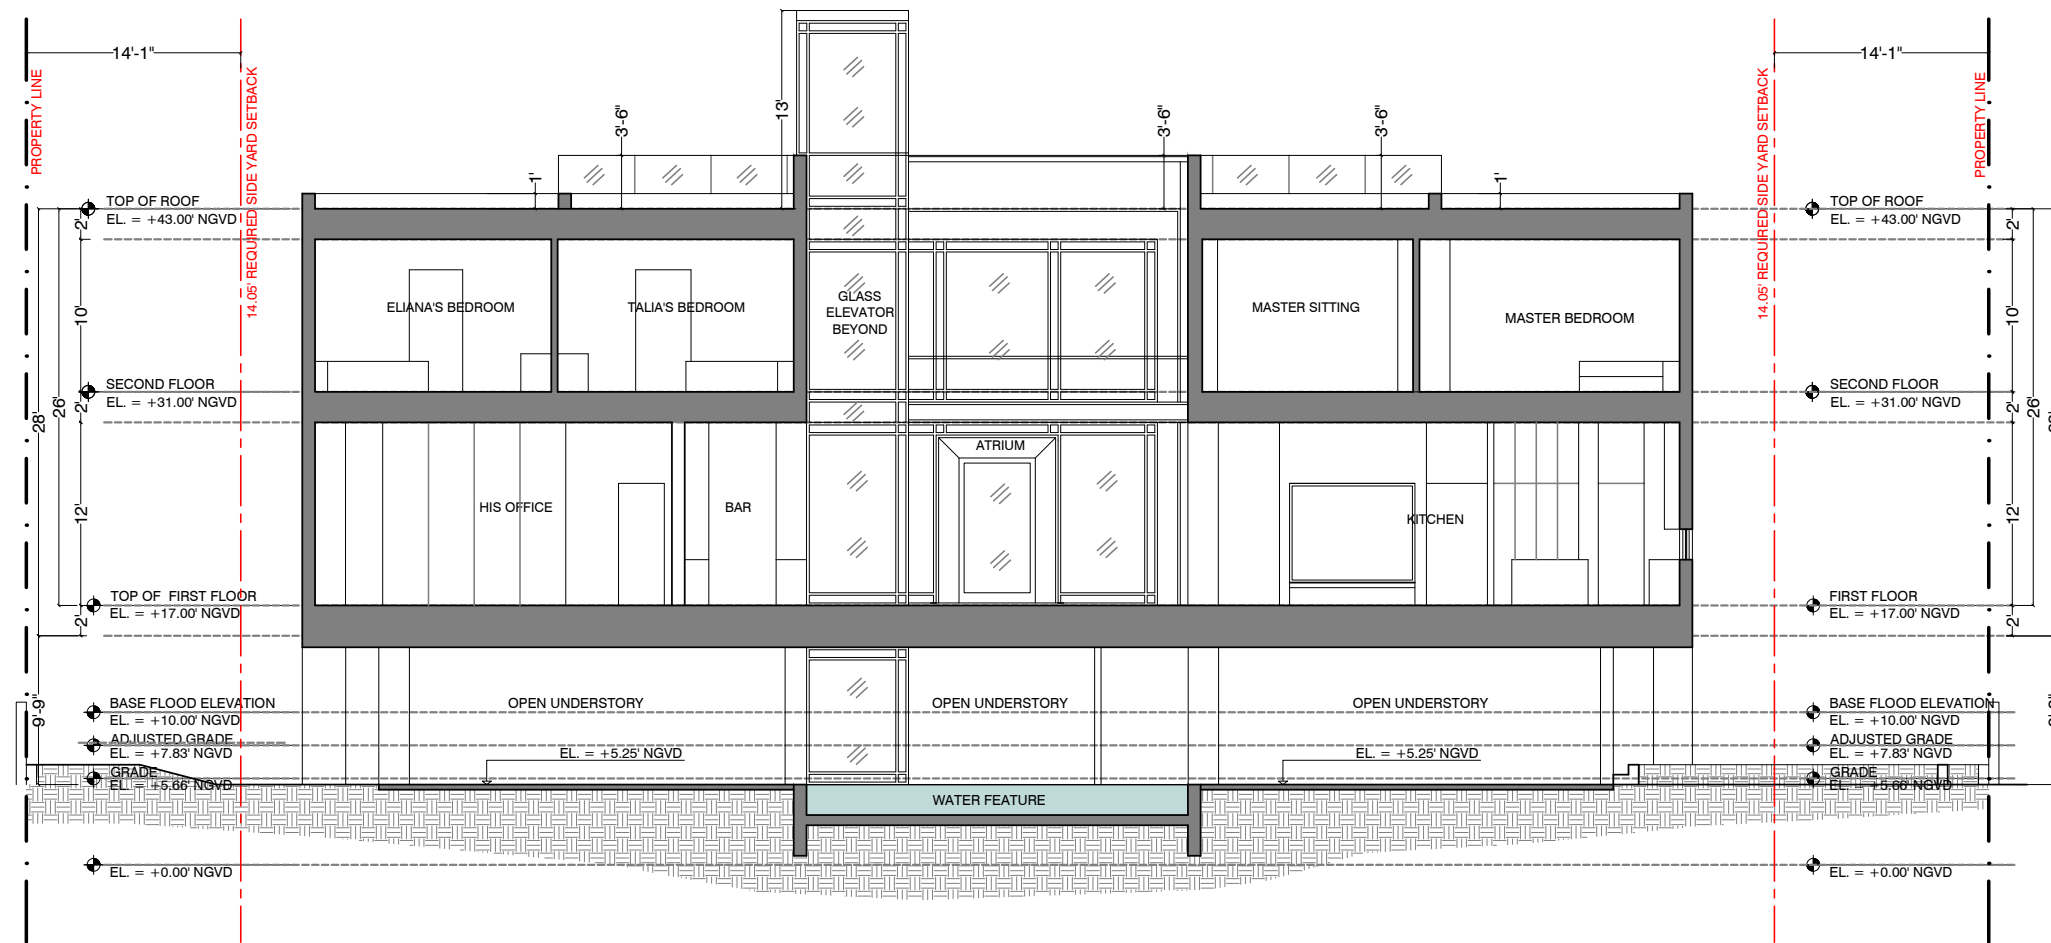 14'-1"
14'-1"
PROPERTY LINE
14.05' REQUIRED SIDE YARD SETBACK
14.05' REQUIRED SIDE YARD SETBACK
PROPERTY LINE
13'
3'-6"
3'-6"
3'-6"
1'
1'
TOP OF ROOF
EL. = +43.00' NGVD
TOP OF ROOF
EL. = +43.00' NGVD
2'
2'
ELIANA'S BEDROOM
TALIA'S BEDROOM
GLASS
ELEVATOR
BEYOND
MASTER SITTING
MASTER BEDROOM
10'
10'
SECOND FLOOR
EL. = +31.00' NGVD
SECOND FLOOR
EL. = +31.00' NGVD
2'
2'
28'
26'
26'
ATRIUM
HIS OFFICE
BAR
KITCHEN
12'
12'
TOP OF  FIRST FLOOR
EL. = +17.00' NGVD
FIRST FLOOR
EL. = +17.00' NGVD
2'
2'
9'-9"
OPEN UNDERSTORY
OPEN UNDERSTORY
OPEN UNDERSTORY
BASE FLOOD ELEVATION
EL. = +10.00' NGVD
BASE FLOOD ELEVATION
EL. = +10.00' NGVD
ADJUSTED GRADE
EL. = +7.83' NGVD
ADJUSTED GRADE
EL. = +7.83' NGVD
EL. = +5.25' NGVD
EL. = +5.25' NGVD
GRADE
EL. = +5.66' NGVD
GRADE
EL. = +5.66' NGVD
WATER FEATURE
EL. = +0.00' NGVD
EL. = +0.00' NGVD